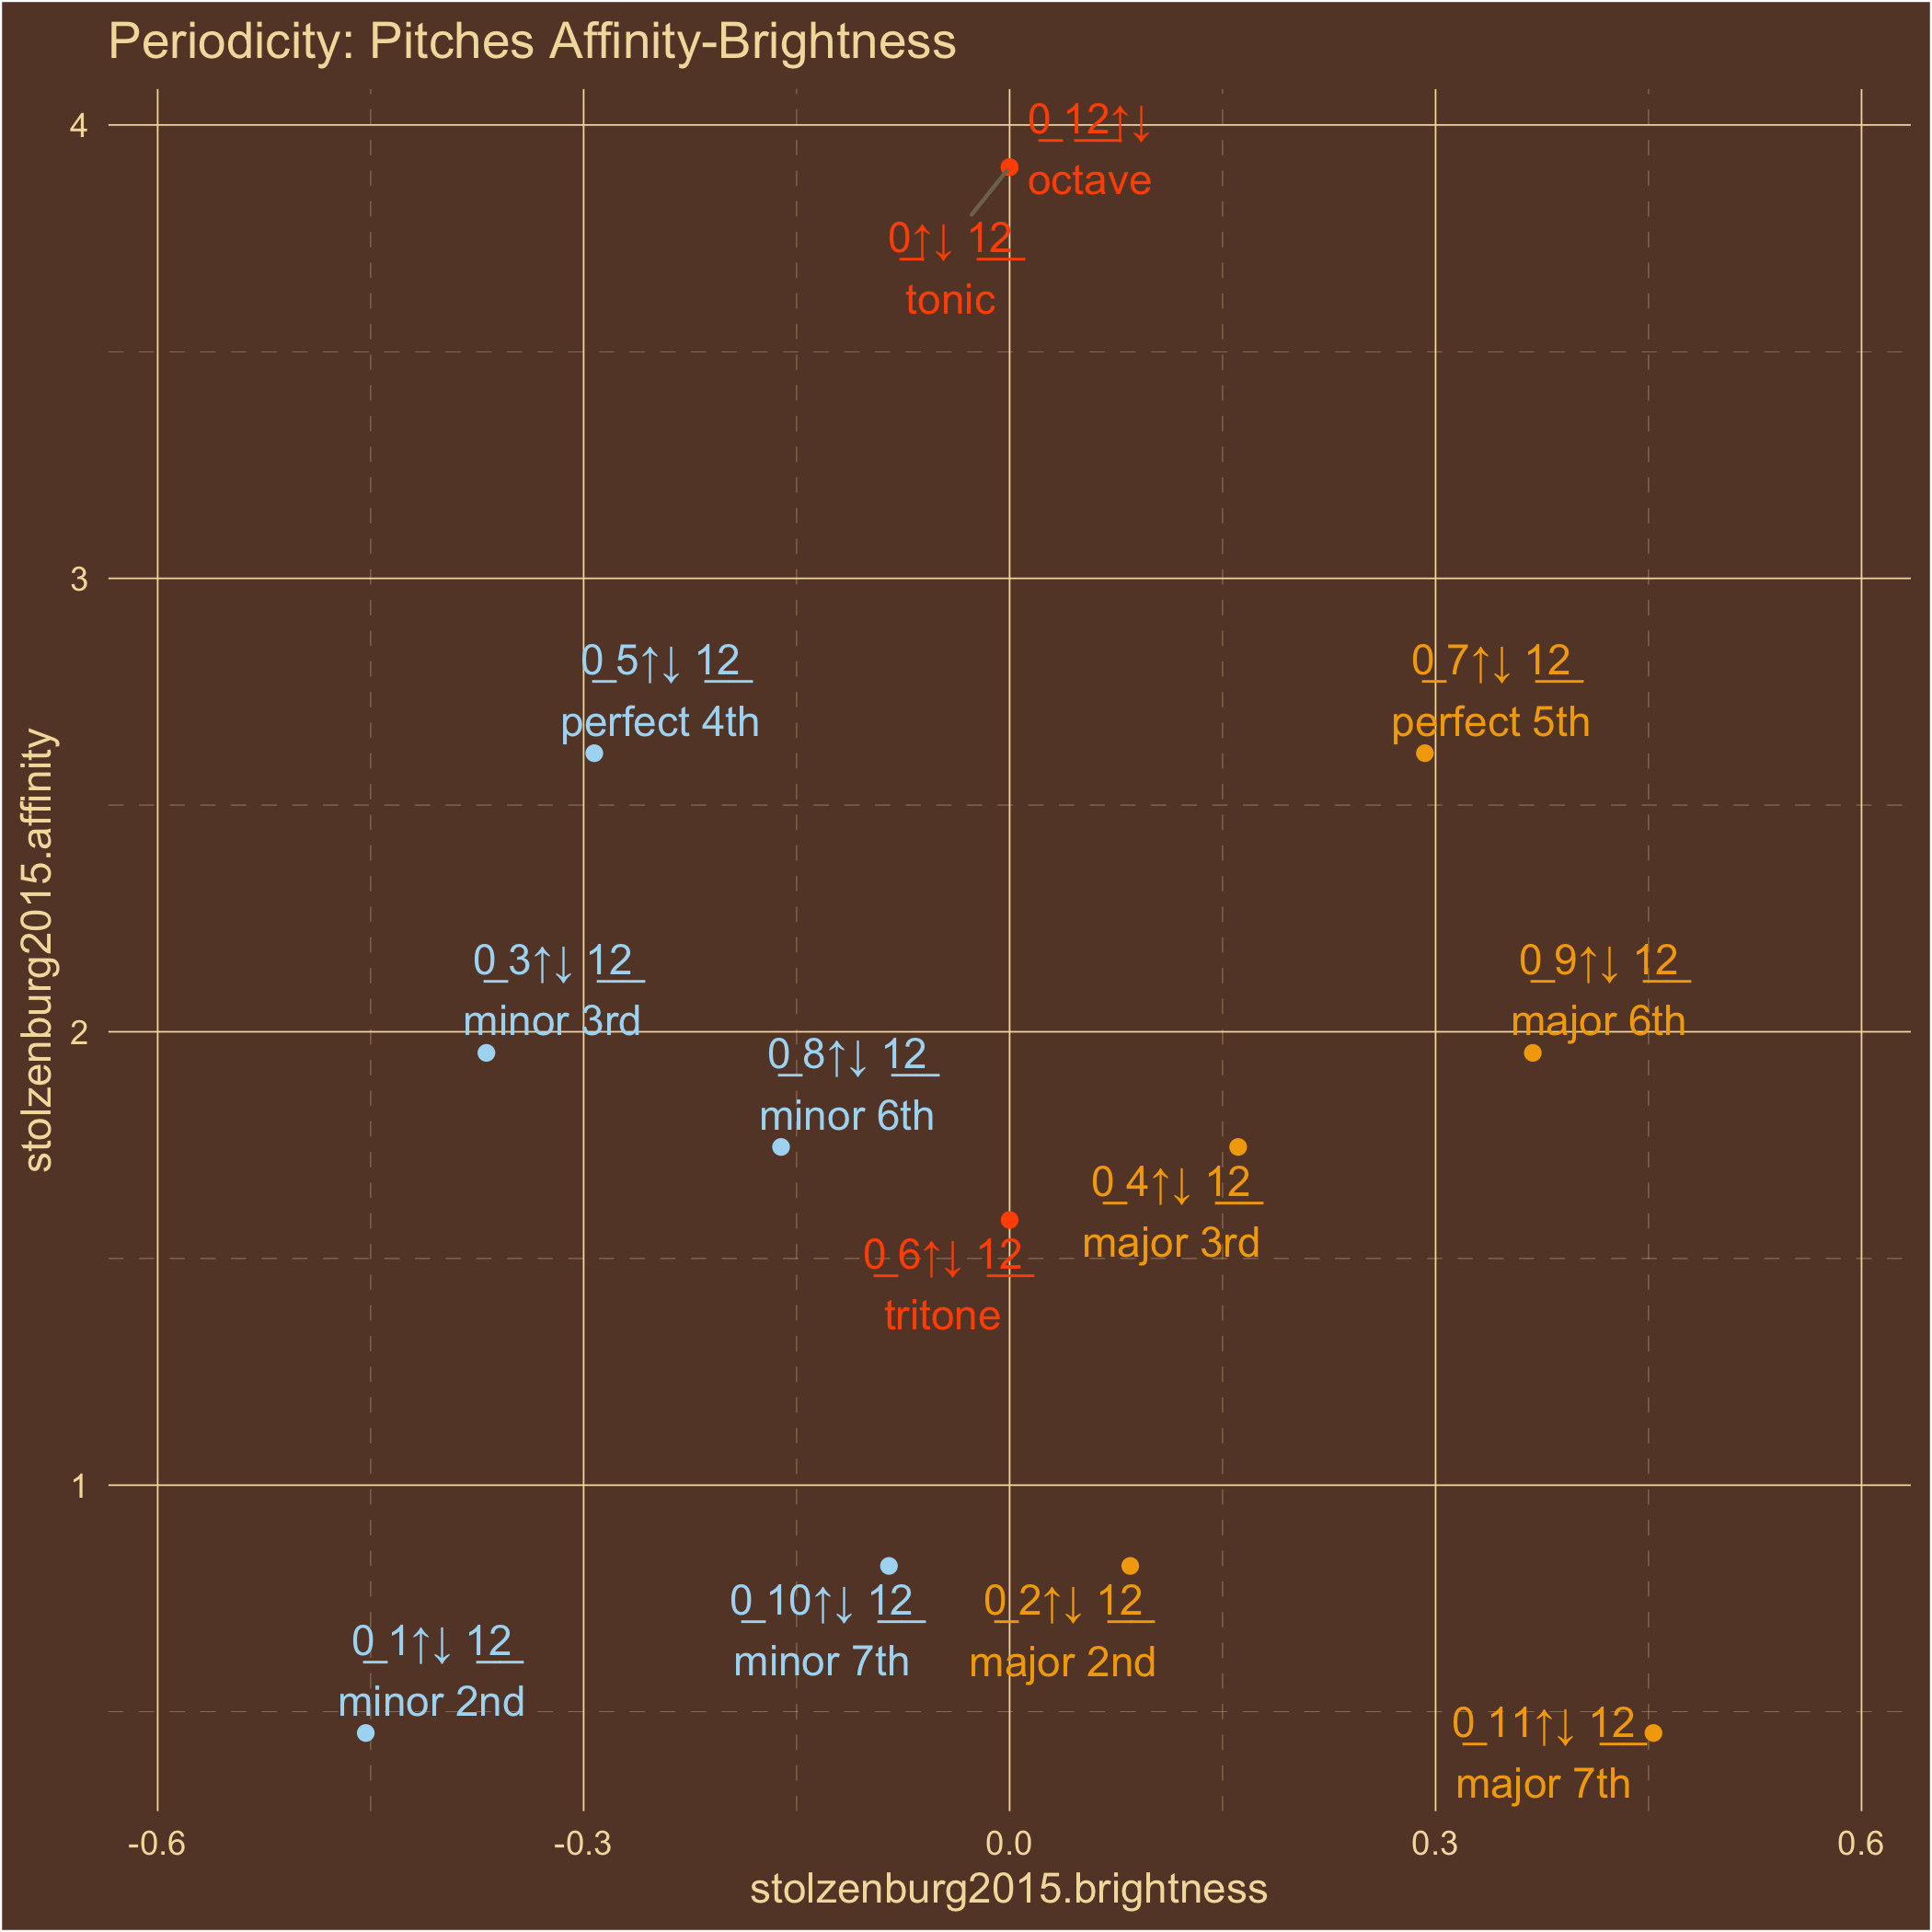 Periodicity: Pitches Affinity-Brightness
4
0 12↑↓
octave
0↑↓ 12
tonic
3
0 5↑↓ 12
perfect 4th
0 7↑↓ 12
perfect 5th
0 3↑↓ 12
minor 3rd
0 9↑↓ 12
major 6th
2
0 8↑↓ 12
minor 6th
0 4↑↓ 12
major 3rd
0 6↑↓ 12
tritone
1
0 10↑↓ 12
minor 7th
0 2↑↓ 12
major 2nd
0 1↑↓ 12
minor 2nd
0 11↑↓ 12
major 7th
stolzenburg2015.affinity
-0.6 -0.3 0.0 0.3 0.6
stolzenburg2015.brightness